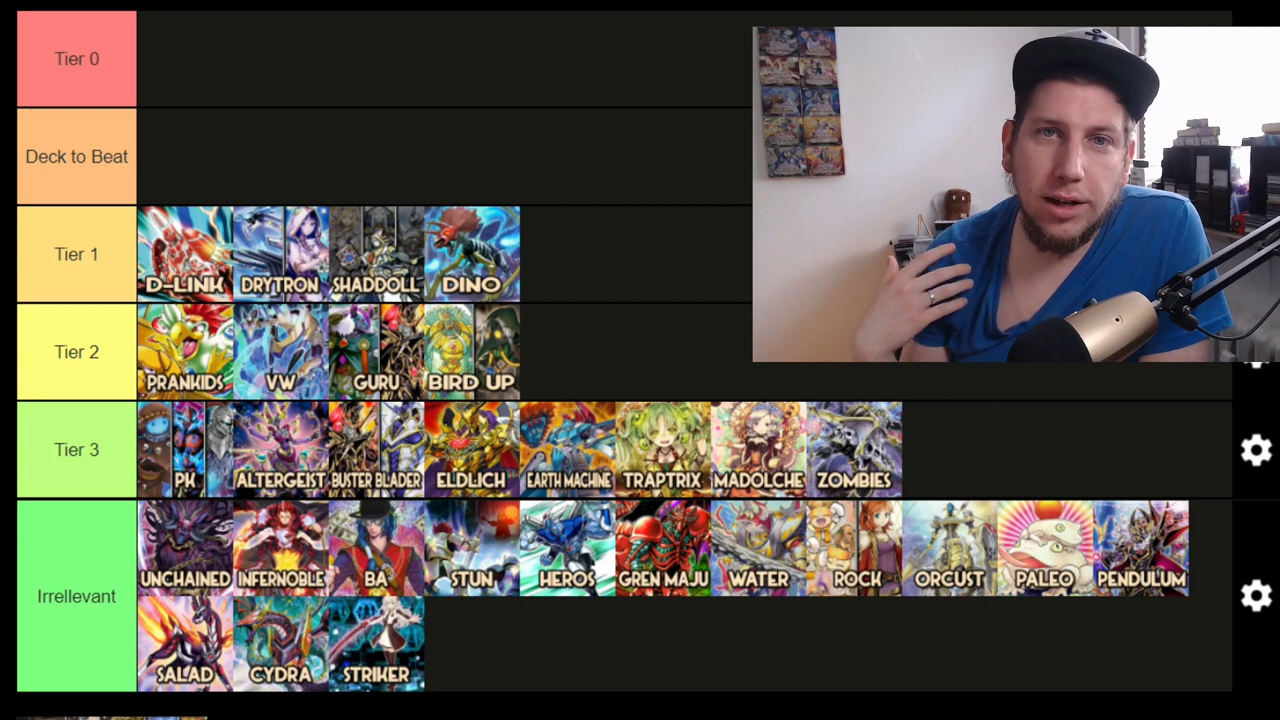 Tier 0
Deck to Beat
Tier 1
D-LINK DRYTRON SHADDOLL DINO
Tier 2
PRANKIDS VW GURU BIRD UP
Tier 3
PK ALTERGEIST BUSTER BLADER ELDLICH EARTH MACHINE TRAPTRIX MADOLCHE ZOMBIES
Irrellevant
UNCHAINED INFERNOBLE BA STUN HEROS GREN MAJU WATER ROCK ORCUST PALEO PENDULUM
SALAD CYDRA STRIKER